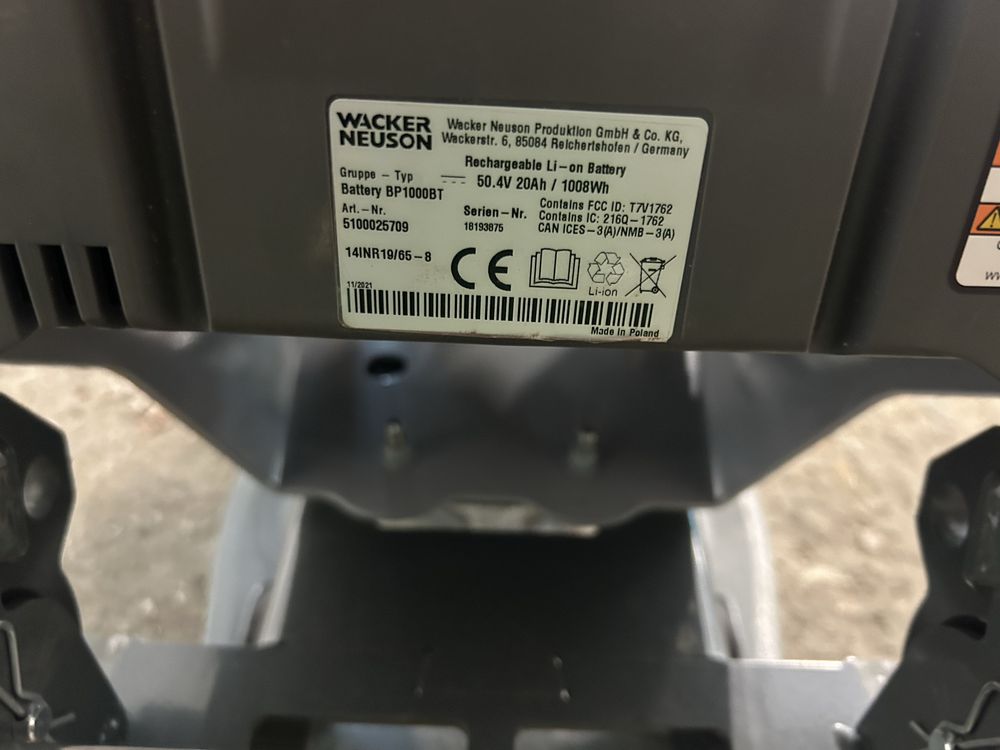 WACKER
NEUSON
Wacker Neuson Produktion GmbH & Co. KG,
Wackerstr. 6, 85084 Reichertshofen / Germany
Rechargeable Li-on Battery
Gruppe - Typ
50.4V 20Ah / 1008Wh
Battery BP1000BT
Art.-Nr.
5100025709
Serien-Nr.
18193875
Contains FCC ID: T7V1762
Contains IC: 216Q-1762
CAN ICES-3(A)/NMB-3(A)
14INR19/65-8
CE
Li-ion
11/2021
Made in Poland